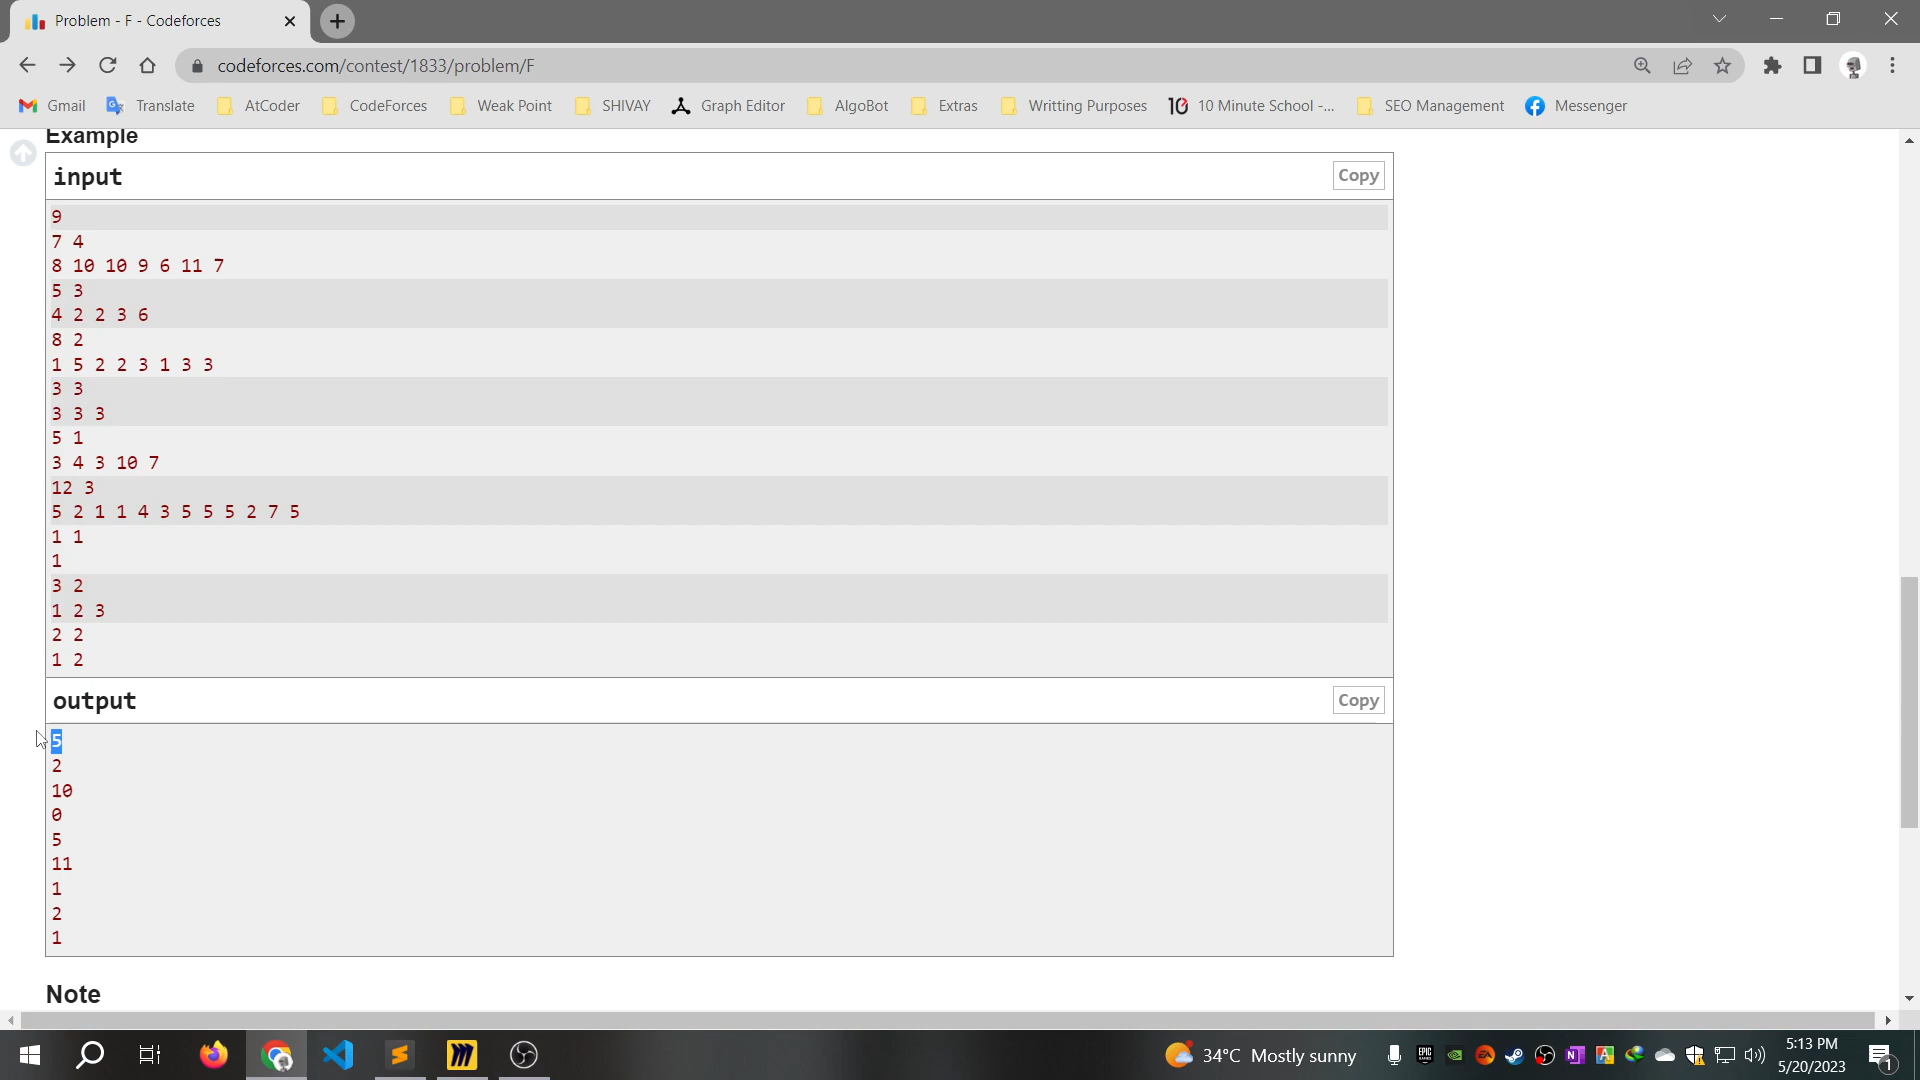 Problem - F - Codeforces
codeforces.com/contest/1833/problem/F
Gmail Translate AtCoder CodeForces Weak Point SHIVAY Graph Editor AlgoBot Extras Writting Purposes 10 Minute School -... SEO Management Messenger
Example
input Copy
9
7 4
8 10 10 9 6 11 7
5 3
4 2 2 3 6
8 2
1 5 2 2 3 1 3 3
3 3
3 3 3
5 1
3 4 3 10 7
12 3
5 2 1 1 4 3 5 5 5 2 7 5
1 1
1
3 2
1 2 3
2 2
1 2
output Copy
5
2
10
0
5
11
1
2
1
Note
34°C Mostly sunny
5:13 PM
5/20/2023
1